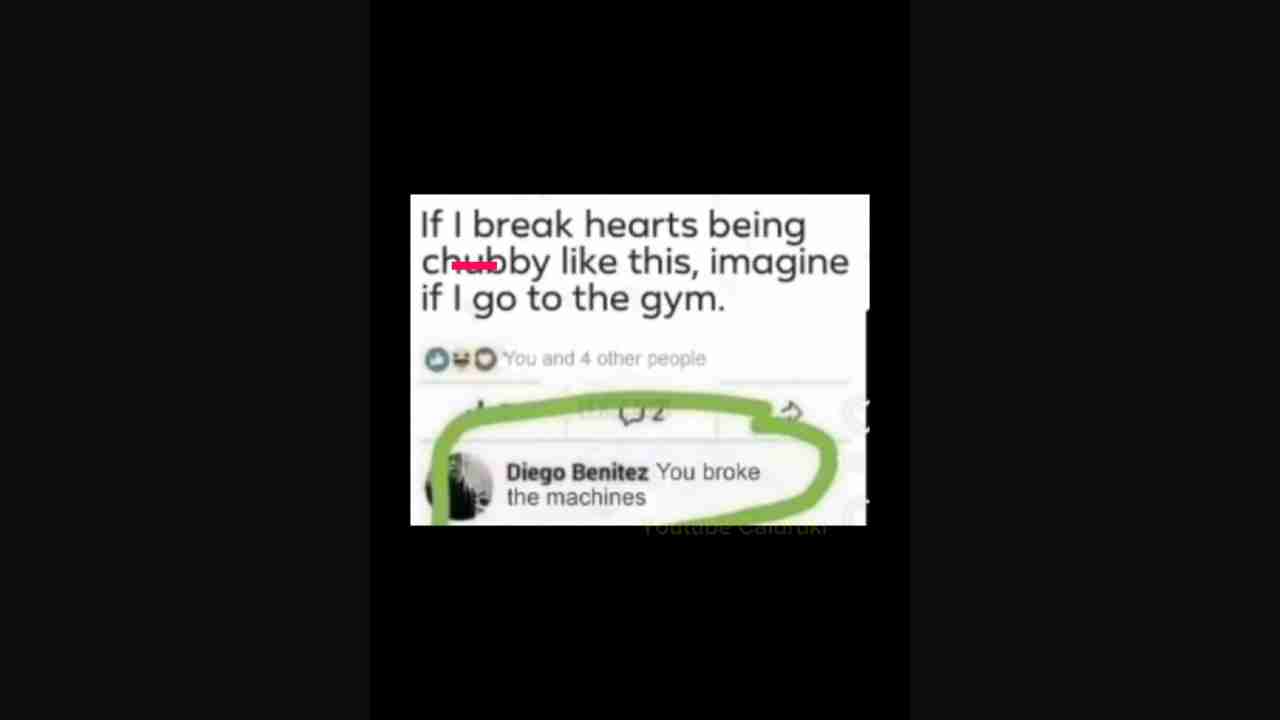 If I break hearts being
chubby like this, imagine
if I go to the gym.
You and 4 other people
2
Diego Benitez You broke
the machines
Youtube